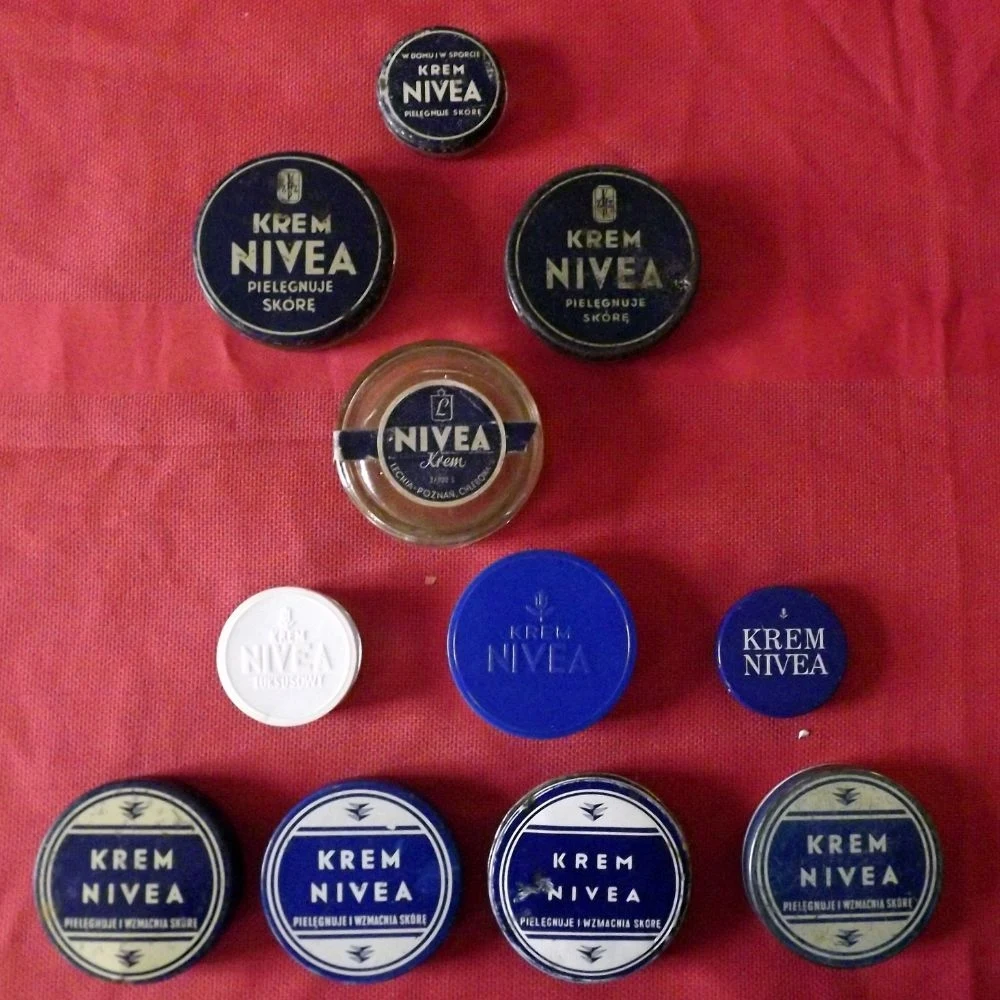 W DOMU I W SPORCIE
KREM
NIVEA
PIELĘGNUJE SKÓRĘ
KREM
NIVEA
PIELĘGNUJE
SKÓRĘ
KREM
NIVEA
PIELĘGNUJE
SKÓRĘ
L
NIVEA
Krem
LECHIA-POZNAŃ, CHLEBOWA
KREM
NIVEA
LUKSUSOWY
KREM
NIVEA
KREM
NIVEA
KREM
NIVEA
PIELĘGNUJE I WZMACNIA SKÓRĘ
KREM
NIVEA
PIELĘGNUJE I WZMACNIA SKÓRĘ
KREM
NIVEA
PIELĘGNUJE I WZMACNIA SKÓRĘ
KREM
NIVEA
PIELĘGNUJE I WZMACNIA SKÓRĘ